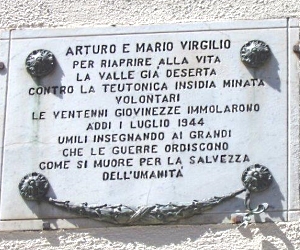 ARTURO E MARIO VIRGILIO
PER RIAPRIRE ALLA VITA
LA VALLE GIÀ DESERTA
CONTRO LA TEUTONICA INSIDIA MINATA
VOLONTARI
LE VENTENNI GIOVINEZZE IMMOLARONO
ADDI 1 LUGLIO 1944
UMILI INSEGNANDO AI GRANDI
CHE LE GUERRE ORDISCONO
COME SI MUORE PER LA SALVEZZA
DELL'UMANITÀ